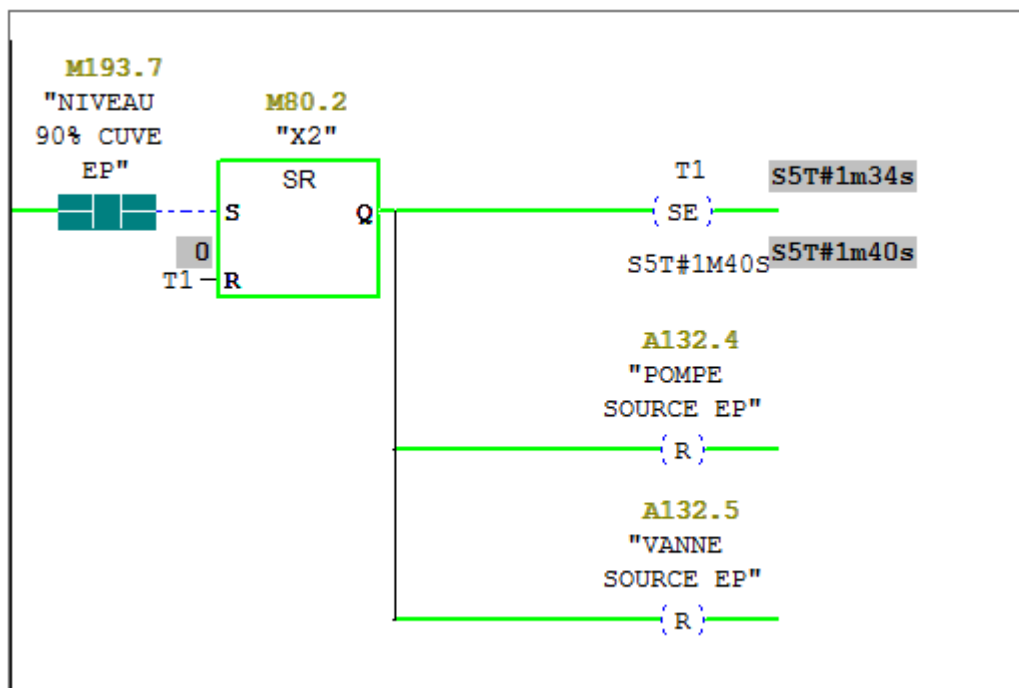 M193.7
"NIVEAU
90% CUVE
EP"
M80.2
"X2"
SR
S
Q
0
T1
R
T1
S5T#1m34s
SE
S5T#1M40S
S5T#1m40s
A132.4
"POMPE
SOURCE EP"
R
A132.5
"VANNE
SOURCE EP"
R